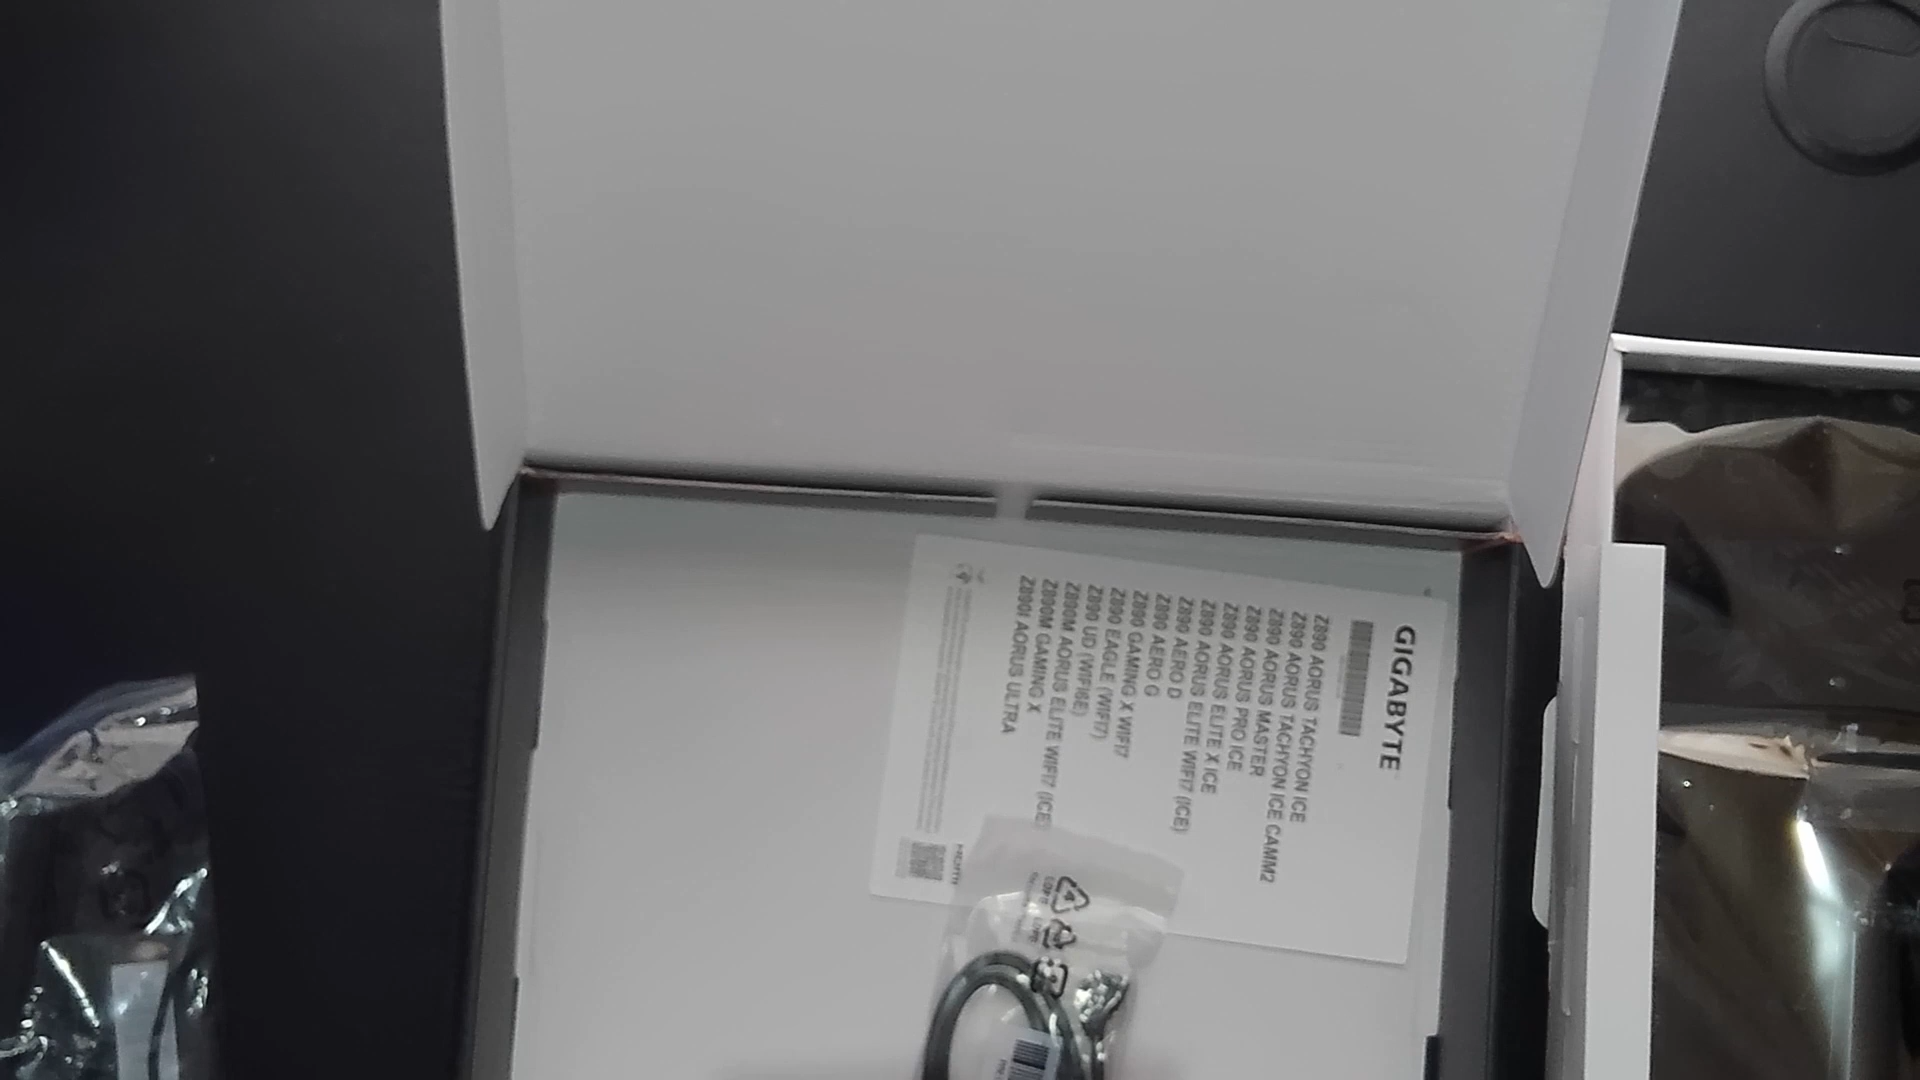 GIGABYTE
Z890 AORUS TACHYON ICE
Z890 AORUS TACHYON ICE CAMM2
Z890 AORUS MASTER
Z890 AORUS PRO ICE
Z890 AORUS ELITE X ICE
Z890 AORUS ELITE WIFI7 (ICE)
Z890 AERO D
Z890 AERO G
Z890 GAMING X WIFI7
Z890 EAGLE (WIFI7)
Z890 UD (WIFI6E)
Z890M AORUS ELITE WIFI7 (ICE)
Z890M GAMING X
Z890I AORUS ULTRA
HDMI